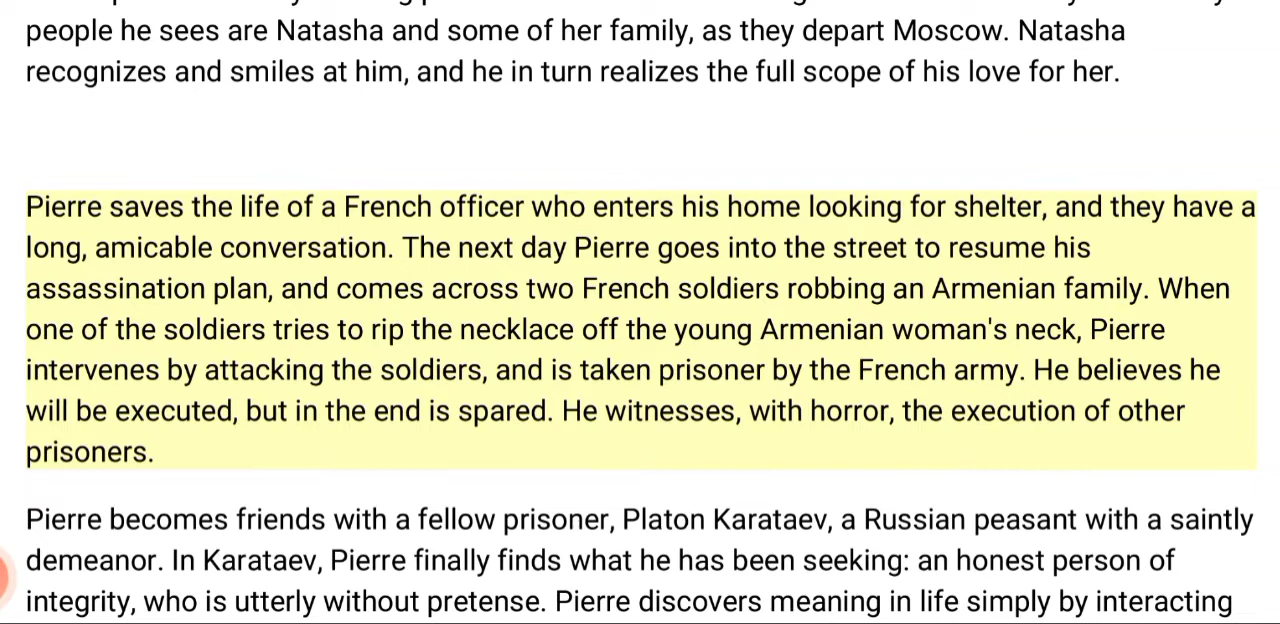 people he sees are Natasha and some of her family, as they depart Moscow. Natasha
recognizes and smiles at him, and he in turn realizes the full scope of his love for her.
Pierre saves the life of a French officer who enters his home looking for shelter, and they have a
long, amicable conversation. The next day Pierre goes into the street to resume his
assassination plan, and comes across two French soldiers robbing an Armenian family. When
one of the soldiers tries to rip the necklace off the young Armenian woman's neck, Pierre
intervenes by attacking the soldiers, and is taken prisoner by the French army. He believes he
will be executed, but in the end is spared. He witnesses, with horror, the execution of other
prisoners.
Pierre becomes friends with a fellow prisoner, Platon Karataev, a Russian peasant with a saintly
demeanor. In Karataev, Pierre finally finds what he has been seeking: an honest person of
integrity, who is utterly without pretense. Pierre discovers meaning in life simply by interacting